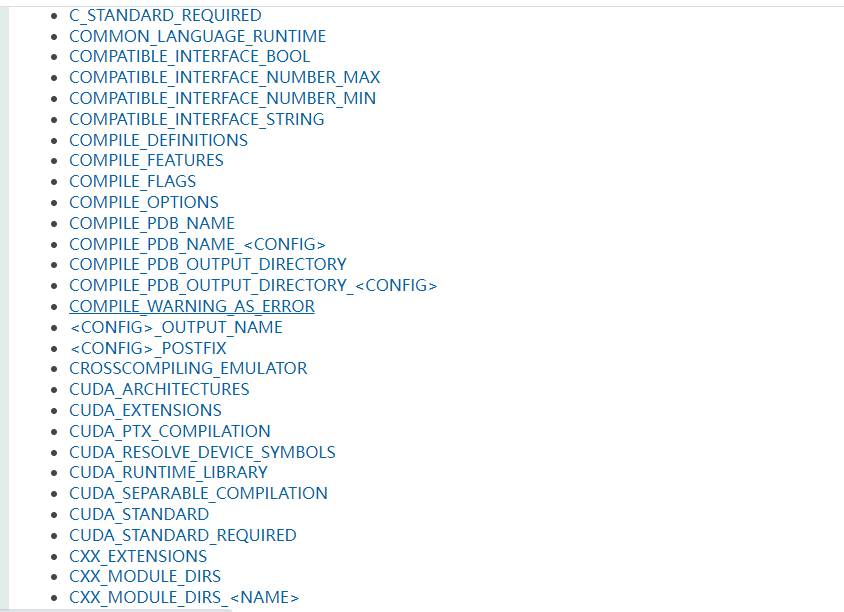 C_STANDARD_REQUIRED
COMMON_LANGUAGE_RUNTIME
COMPATIBLE_INTERFACE_BOOL
COMPATIBLE_INTERFACE_NUMBER_MAX
COMPATIBLE_INTERFACE_NUMBER_MIN
COMPATIBLE_INTERFACE_STRING
COMPILE_DEFINITIONS
COMPILE_FEATURES
COMPILE_FLAGS
COMPILE_OPTIONS
COMPILE_PDB_NAME
COMPILE_PDB_NAME_<CONFIG>
COMPILE_PDB_OUTPUT_DIRECTORY
COMPILE_PDB_OUTPUT_DIRECTORY_<CONFIG>
COMPILE_WARNING_AS_ERROR
<CONFIG>_OUTPUT_NAME
<CONFIG>_POSTFIX
CROSSCOMPILING_EMULATOR
CUDA_ARCHITECTURES
CUDA_EXTENSIONS
CUDA_PTX_COMPILATION
CUDA_RESOLVE_DEVICE_SYMBOLS
CUDA_RUNTIME_LIBRARY
CUDA_SEPARABLE_COMPILATION
CUDA_STANDARD
CUDA_STANDARD_REQUIRED
CXX_EXTENSIONS
CXX_MODULE_DIRS
CXX_MODULE_DIRS_<NAME>